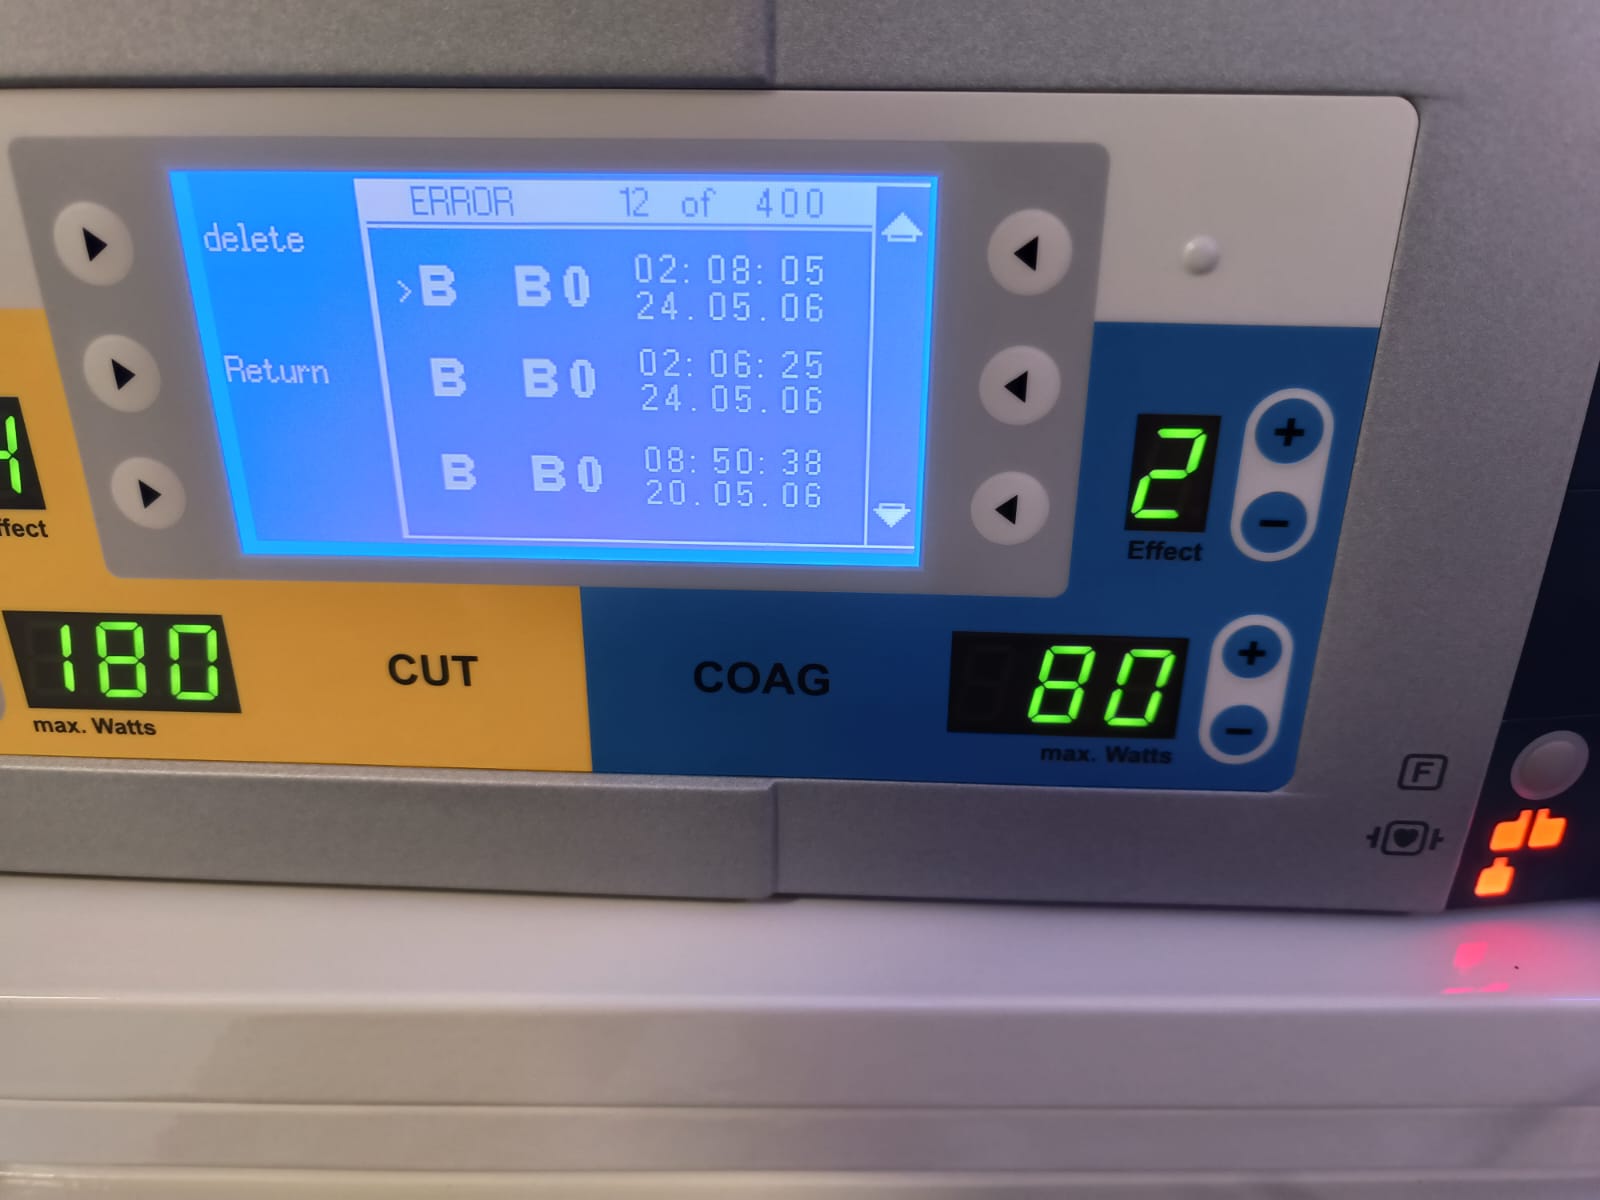 ERROR 12 of 400
delete
>B B0 02:08:05
24.05.06
B B0 02:06:25
24.05.06
Return
B B0 08:50:38
20.05.06
2
Effect
180
max. Watts
CUT
COAG
80
max. Watts
F